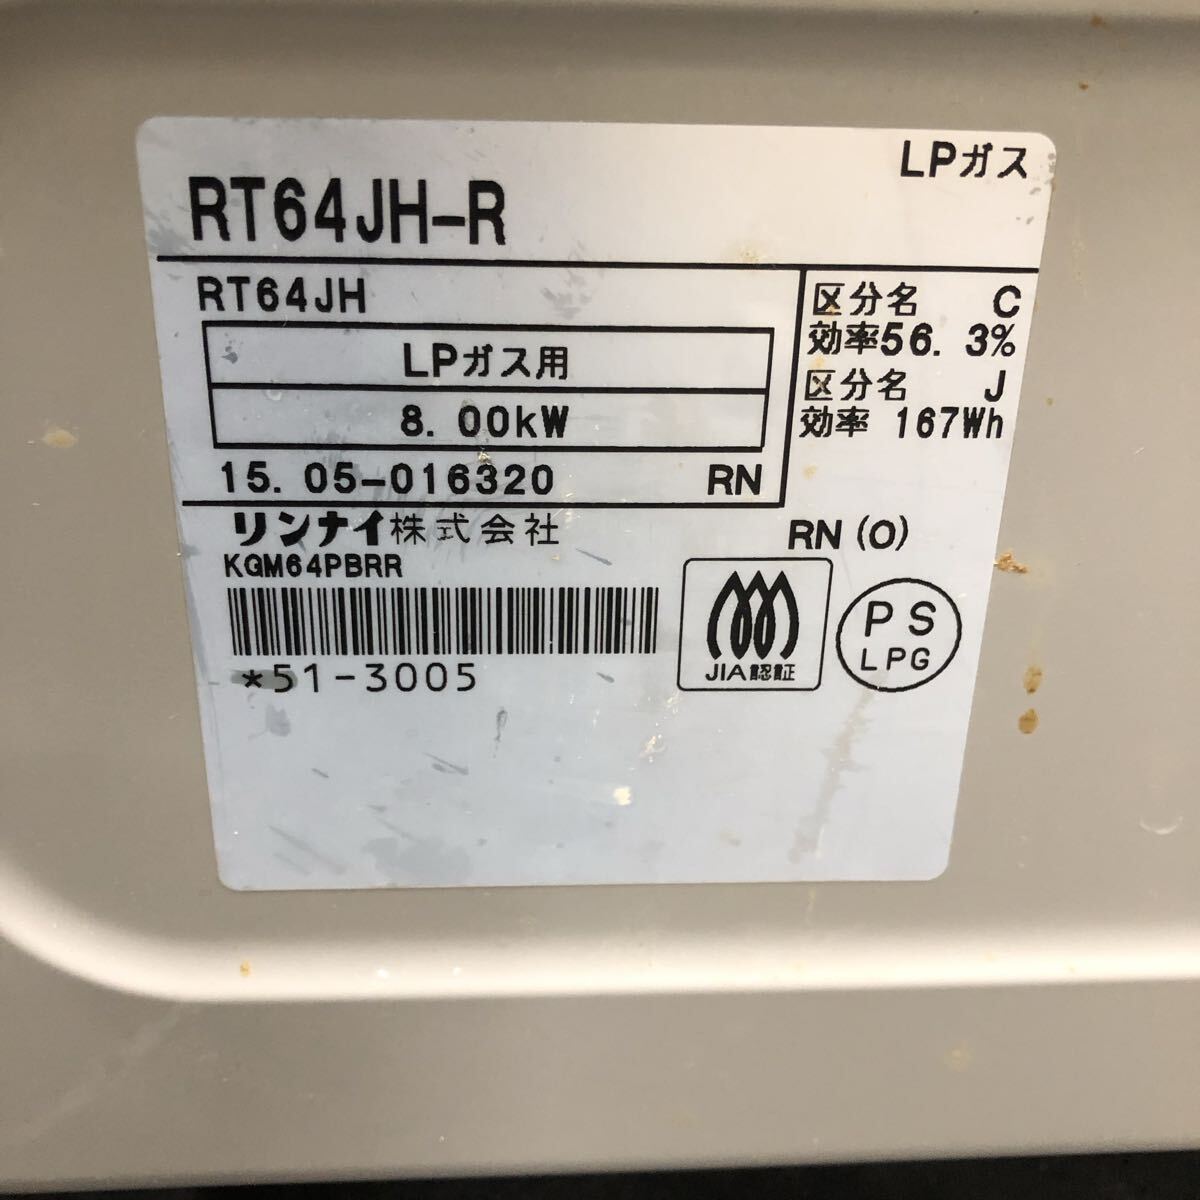 LPガス
RT64JH-R
RT64JH
LPガス用
8.00kW
15.05-016320 RN
区分名 C
効率56.3%
区分名 J
効率 167Wh
リンナイ株式会社
RN(O)
KGM64PBRR
*51-3005
JIA認証
PS
LPG